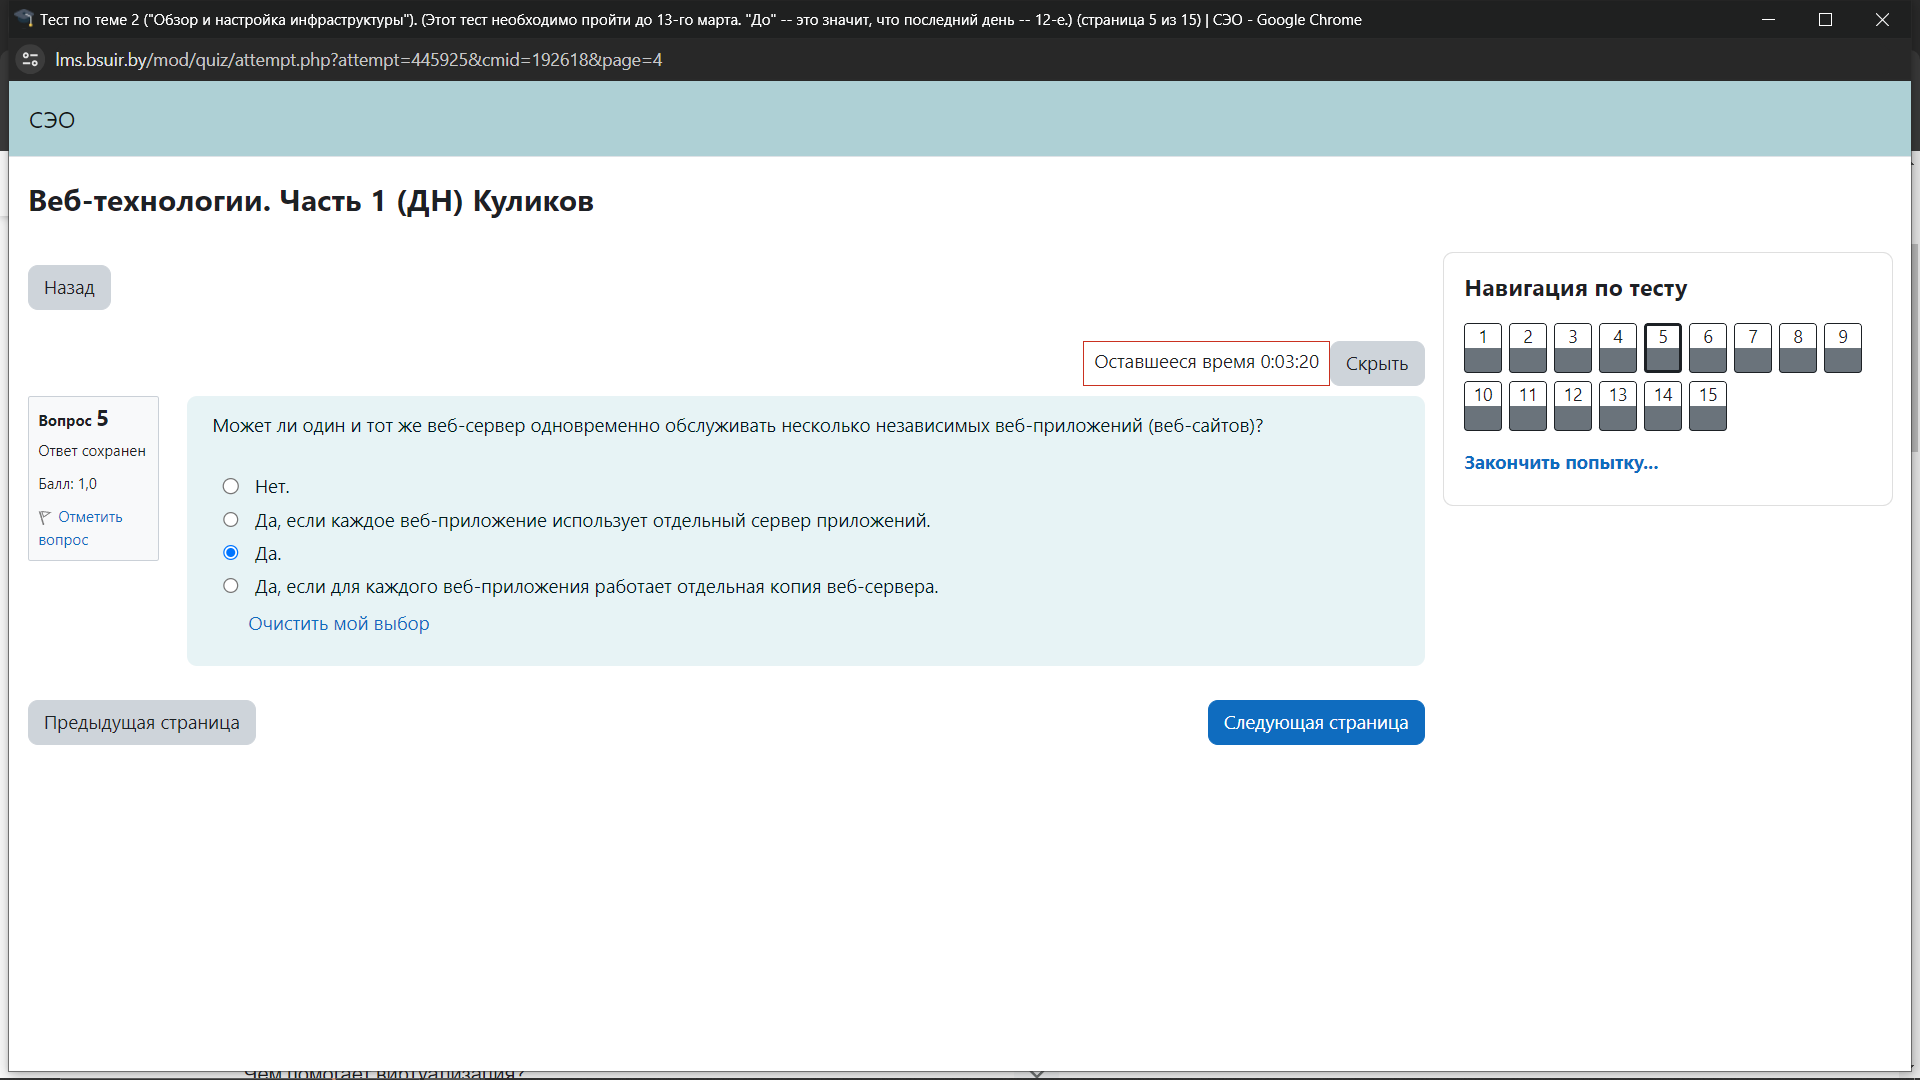 Тест по теме 2 ("Обзор и настройка инфраструктуры"). (Этот тест необходимо пройти до 13-го марта. "До" -- это значит, что последний день -- 12-е.) (страница 5 из 15) | СЭО - Google Chrome
lms.bsuir.by/mod/quiz/attempt.php?attempt=445925&cmid=192618&page=4
СЭО
Веб-технологии. Часть 1 (ДН) Куликов
Назад
Оставшееся время 0:03:20
Скрыть
Вопрос 5
Ответ сохранен
Балл: 1,0
Отметить
вопрос
Может ли один и тот же веб-сервер одновременно обслуживать несколько независимых веб-приложений (веб-сайтов)?
Нет.
Да, если каждое веб-приложение использует отдельный сервер приложений.
Да.
Да, если для каждого веб-приложения работает отдельная копия веб-сервера.
Очистить мой выбор
Предыдущая страница
Следующая страница
Навигация по тесту
1 2 3 4 5 6 7 8 9
10 11 12 13 14 15
Закончить попытку...
Чем помогает виртуализация?